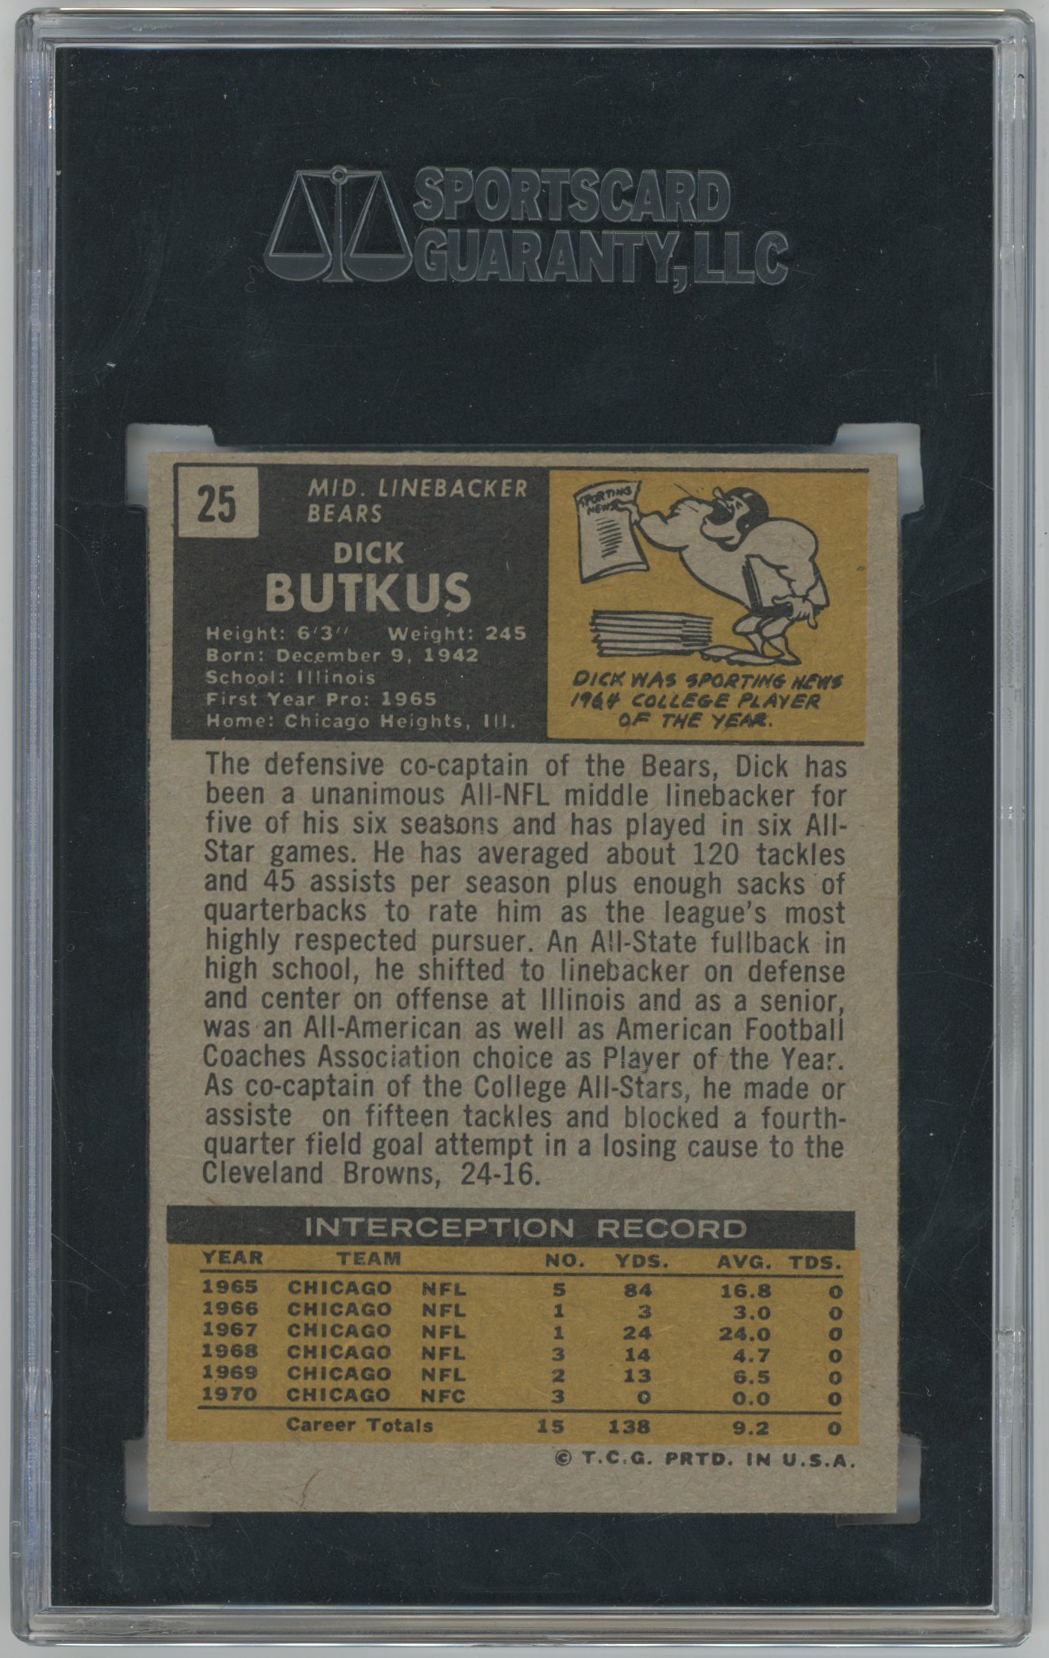 SPORTSCARD
GUARANTY, LLC
25
MID. LINEBACKER
BEARS
DICK
BUTKUS
Height: 6'3" Weight: 245
Born: December 9, 1942
School: Illinois
First Year Pro: 1965
Home: Chicago Heights, Ill.
SPORTING
NEWS
DICK WAS SPORTING NEWS
1964 COLLEGE PLAYER
OF THE YEAR.
The defensive co-captain of the Bears, Dick has
been a unanimous All-NFL middle linebacker for
five of his six seasons and has played in six All-
Star games. He has averaged about 120 tackles
and 45 assists per season plus enough sacks of
quarterbacks to rate him as the league's most
highly respected pursuer. An All-State fullback in
high school, he shifted to linebacker on defense
and center on offense at Illinois and as a senior,
was an All-American as well as American Football
Coaches Association choice as Player of the Year.
As co-captain of the College All-Stars, he made or
assiste on fifteen tackles and blocked a fourth-
quarter field goal attempt in a losing cause to the
Cleveland Browns, 24-16.
INTERCEPTION RECORD
YEAR TEAM NO. YDS. AVG. TDS.
1965 CHICAGO NFL 5 84 16.8 0
1966 CHICAGO NFL 1 3 3.0 0
1967 CHICAGO NFL 1 24 24.0 0
1968 CHICAGO NFL 3 14 4.7 0
1969 CHICAGO NFL 2 13 6.5 0
1970 CHICAGO NFC 3 0 0.0 0
Career Totals 15 138 9.2 0
© T.C.G. PRTD. IN U.S.A.